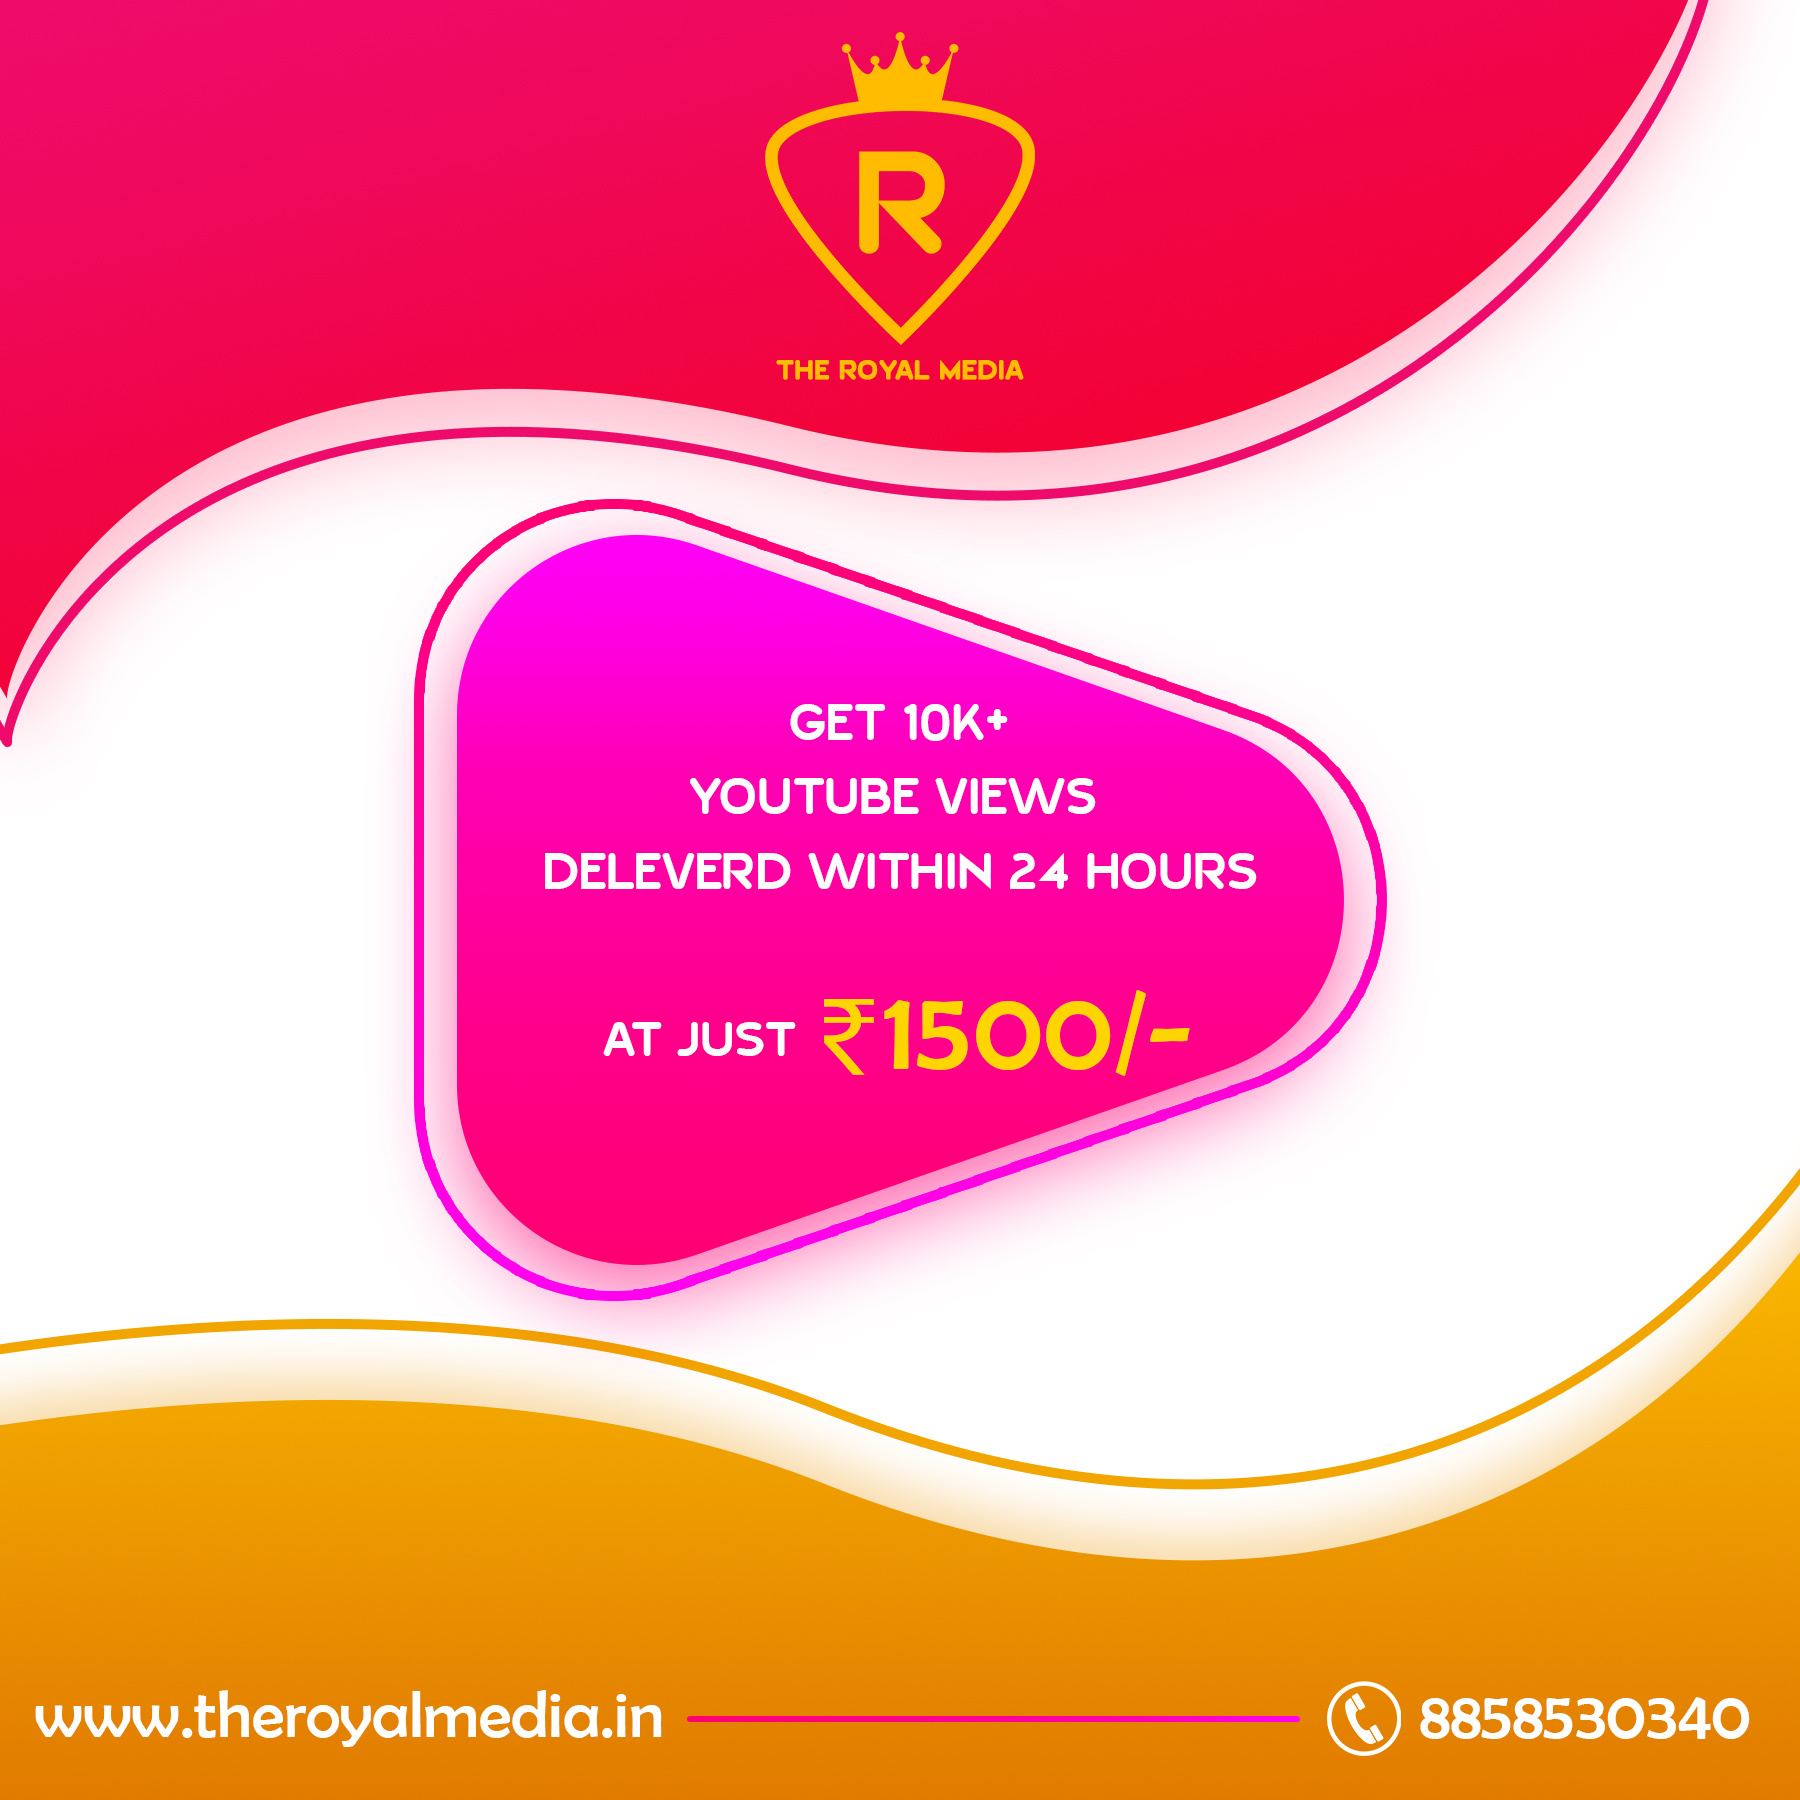 R
THE ROYAL MEDIA
GET 10K+
YOUTUBE VIEWS
DELEVERD WITHIN 24 HOURS
AT JUST ₹1500/-
www.theroyalmedia.in
8858530340